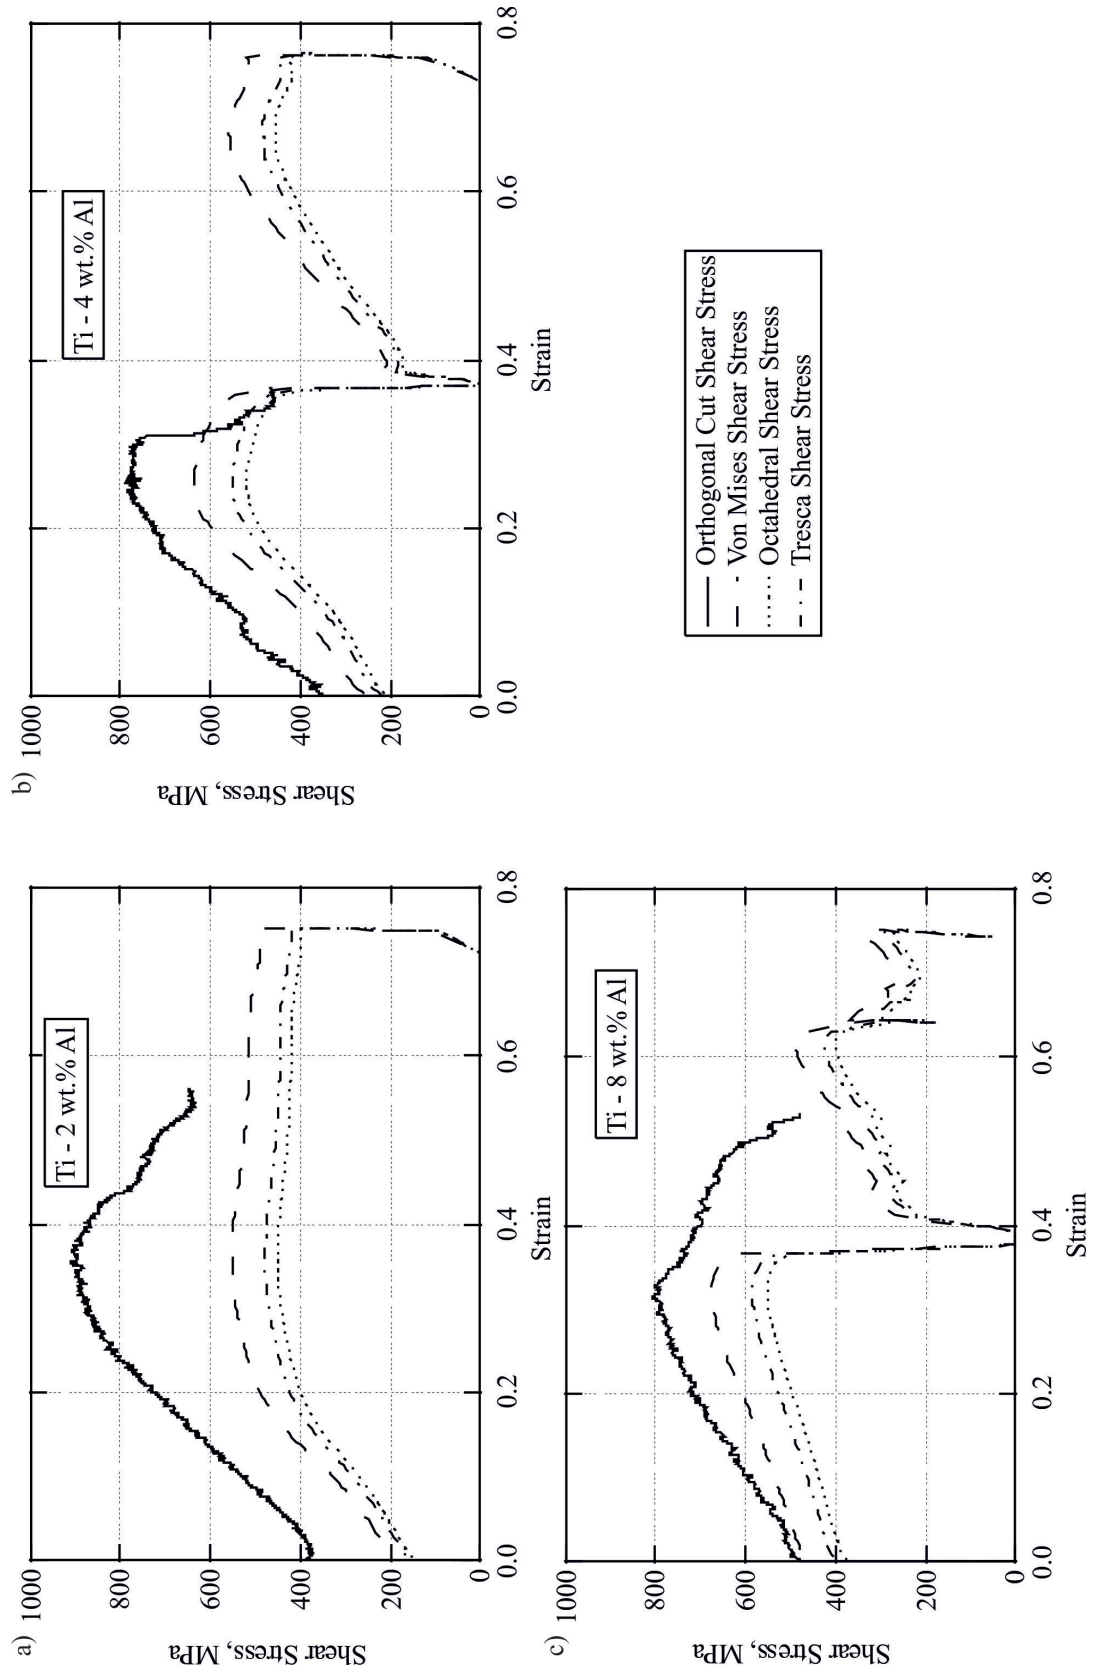 a)
Ti - 2 wt.% Al
Shear Stress, MPa
1000
800
600
400
200
0
0.0
0.2
0.4
0.6
0.8
Strain
b)
Ti - 4 wt.% Al
Shear Stress, MPa
1000
800
600
400
200
0
0.0
0.2
0.4
0.6
0.8
Strain
c)
Ti - 8 wt.% Al
Shear Stress, MPa
1000
800
600
400
200
0
0.0
0.2
0.4
0.6
0.8
Strain
Orthogonal Cut Shear Stress
Von Mises Shear Stress
Octahedral Shear Stress
Tresca Shear Stress